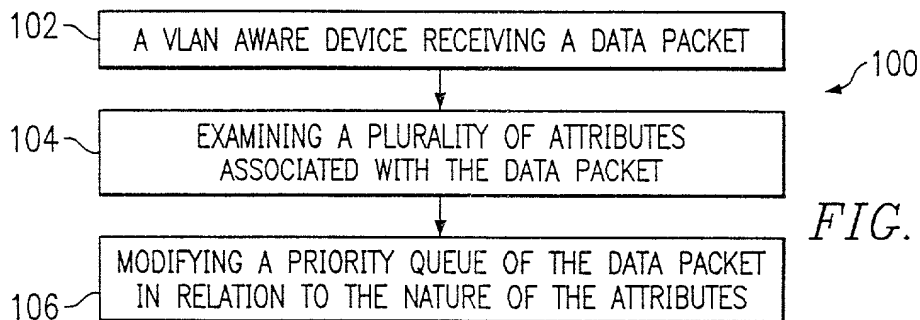 102
A VLAN AWARE DEVICE RECEIVING A DATA PACKET
100
104
EXAMINING A PLURALITY OF ATTRIBUTES
ASSOCIATED WITH THE DATA PACKET
FIG.
106
MODIFYING A PRIORITY QUEUE OF THE DATA PACKET
IN RELATION TO THE NATURE OF THE ATTRIBUTES